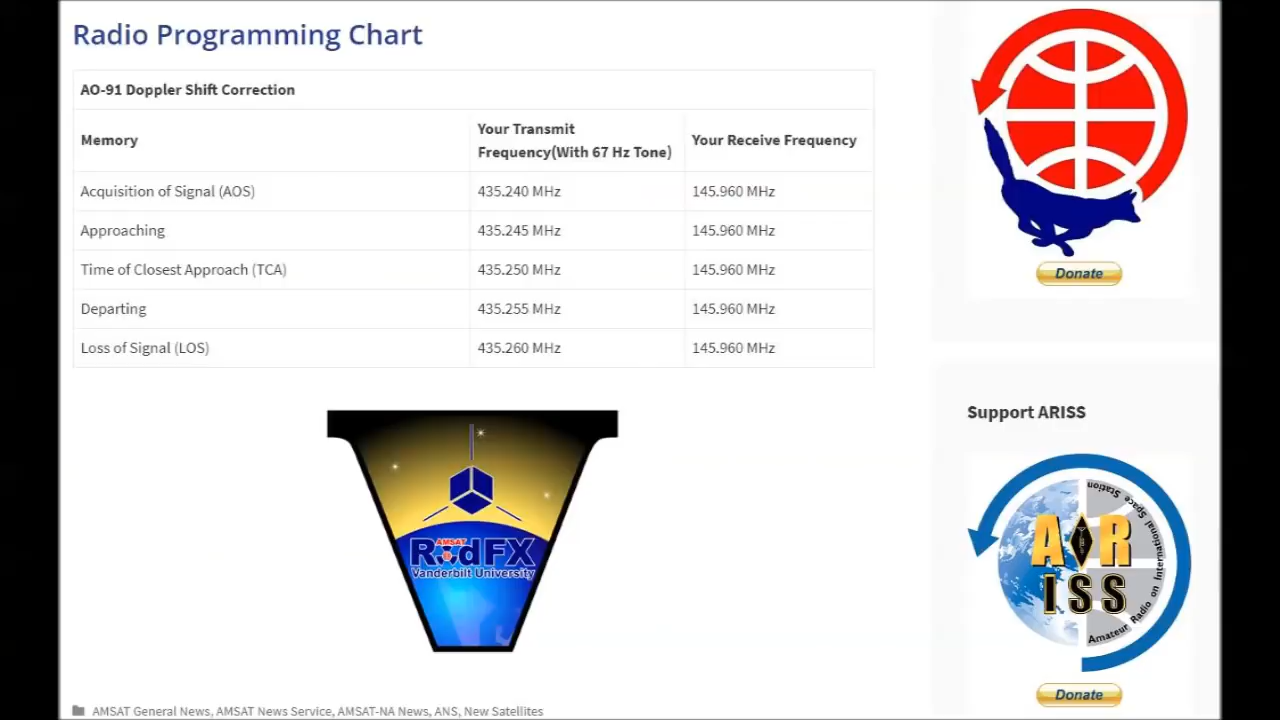 Radio Programming Chart
AO-91 Doppler Shift Correction
Memory
Your Transmit
Frequency(With 67 Hz Tone)
Your Receive Frequency
Acquisition of Signal (AOS) 435.240 MHz 145.960 MHz
Approaching 435.245 MHz 145.960 MHz
Time of Closest Approach (TCA) 435.250 MHz 145.960 MHz
Departing 435.255 MHz 145.960 MHz
Loss of Signal (LOS) 435.260 MHz 145.960 MHz
AMSAT
RadFX
Vanderbilt University
AMSAT General News, AMSAT News Service, AMSAT-NA News, ANS, New Satellites
Donate
Support ARISS
AR
ISS
Amateur Radio on International Space Station
Donate